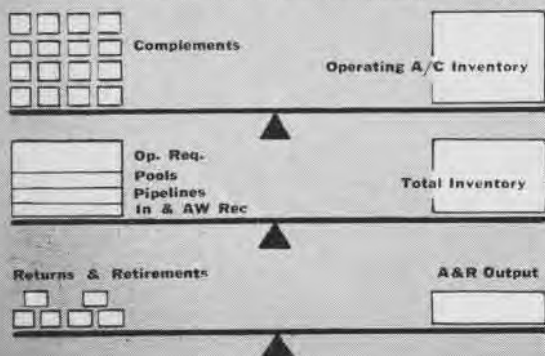 Complements
Operating A/C Inventory
Op. Req.
Pools
Pipelines
In & AW Rec
Total Inventory
Returns & Retirements
A&R Output